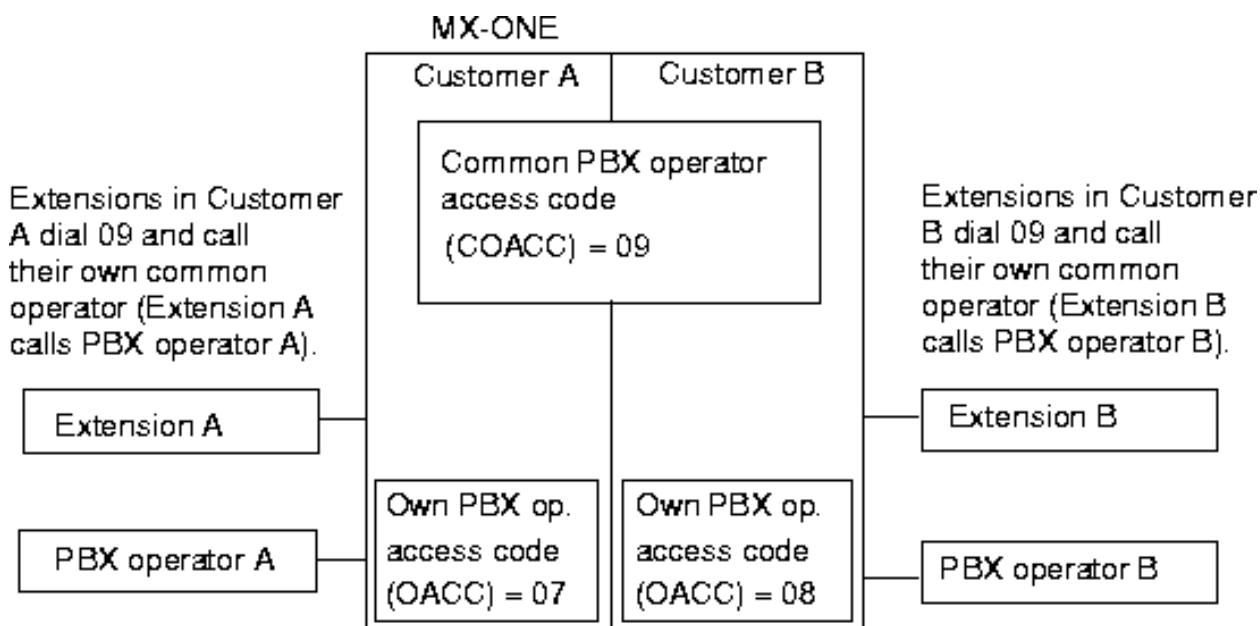 MX-ONE
Customer A
Customer B
Common PBX operator
access code
(COACC) = 09
Extensions in Customer
A dial 09 and call
their own common
operator (Extension A
calls PBX operator A).
Extensions in Customer
B dial 09 and call
their own common
operator (Extension B
calls PBX operator B).
Extension A
Extension B
Own PBX op.
access code
(OACC) = 07
Own PBX op.
access code
(OACC) = 08
PBX operator A
PBX operator B